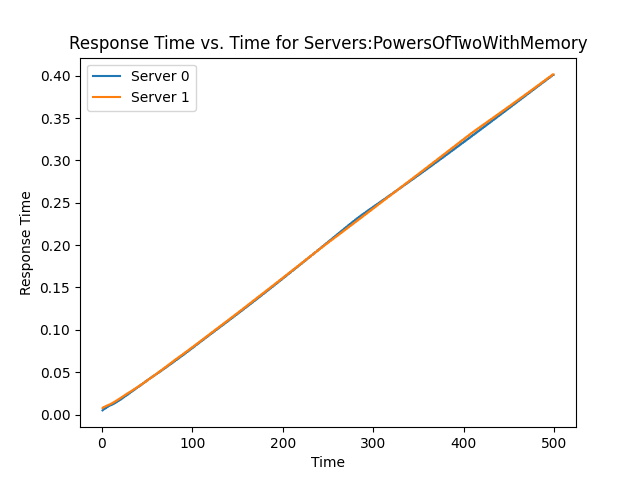 Response Time vs. Time for Servers:PowersOfTwoWithMemory
Server 0
Server 1
Response Time
0.40
0.35
0.30
0.25
0.20
0.15
0.10
0.05
0.00
0 100 200 300 400 500
Time